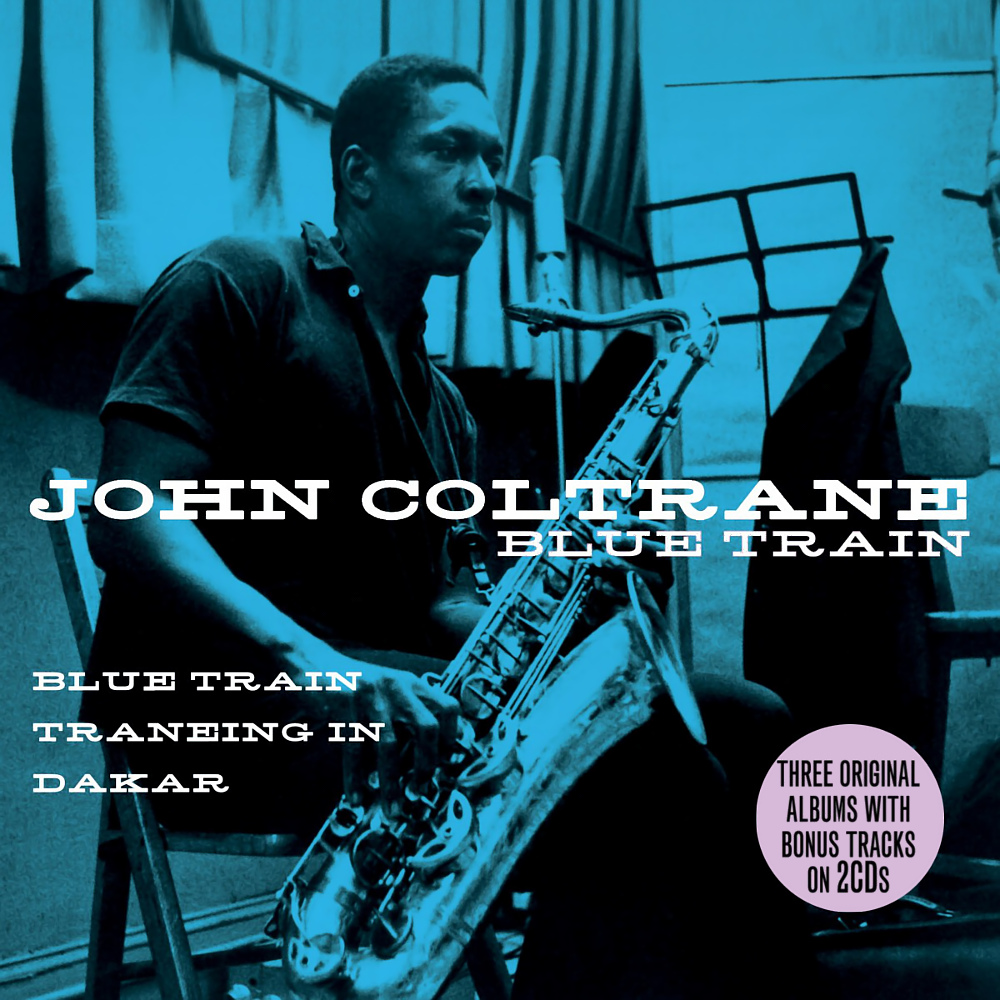 JOHN COLTRANE
BLUE TRAIN
BLUE TRAIN
TRANEING IN
DAKAR
THREE ORIGINAL
ALBUMS WITH
BONUS TRACKS
ON 2CDs